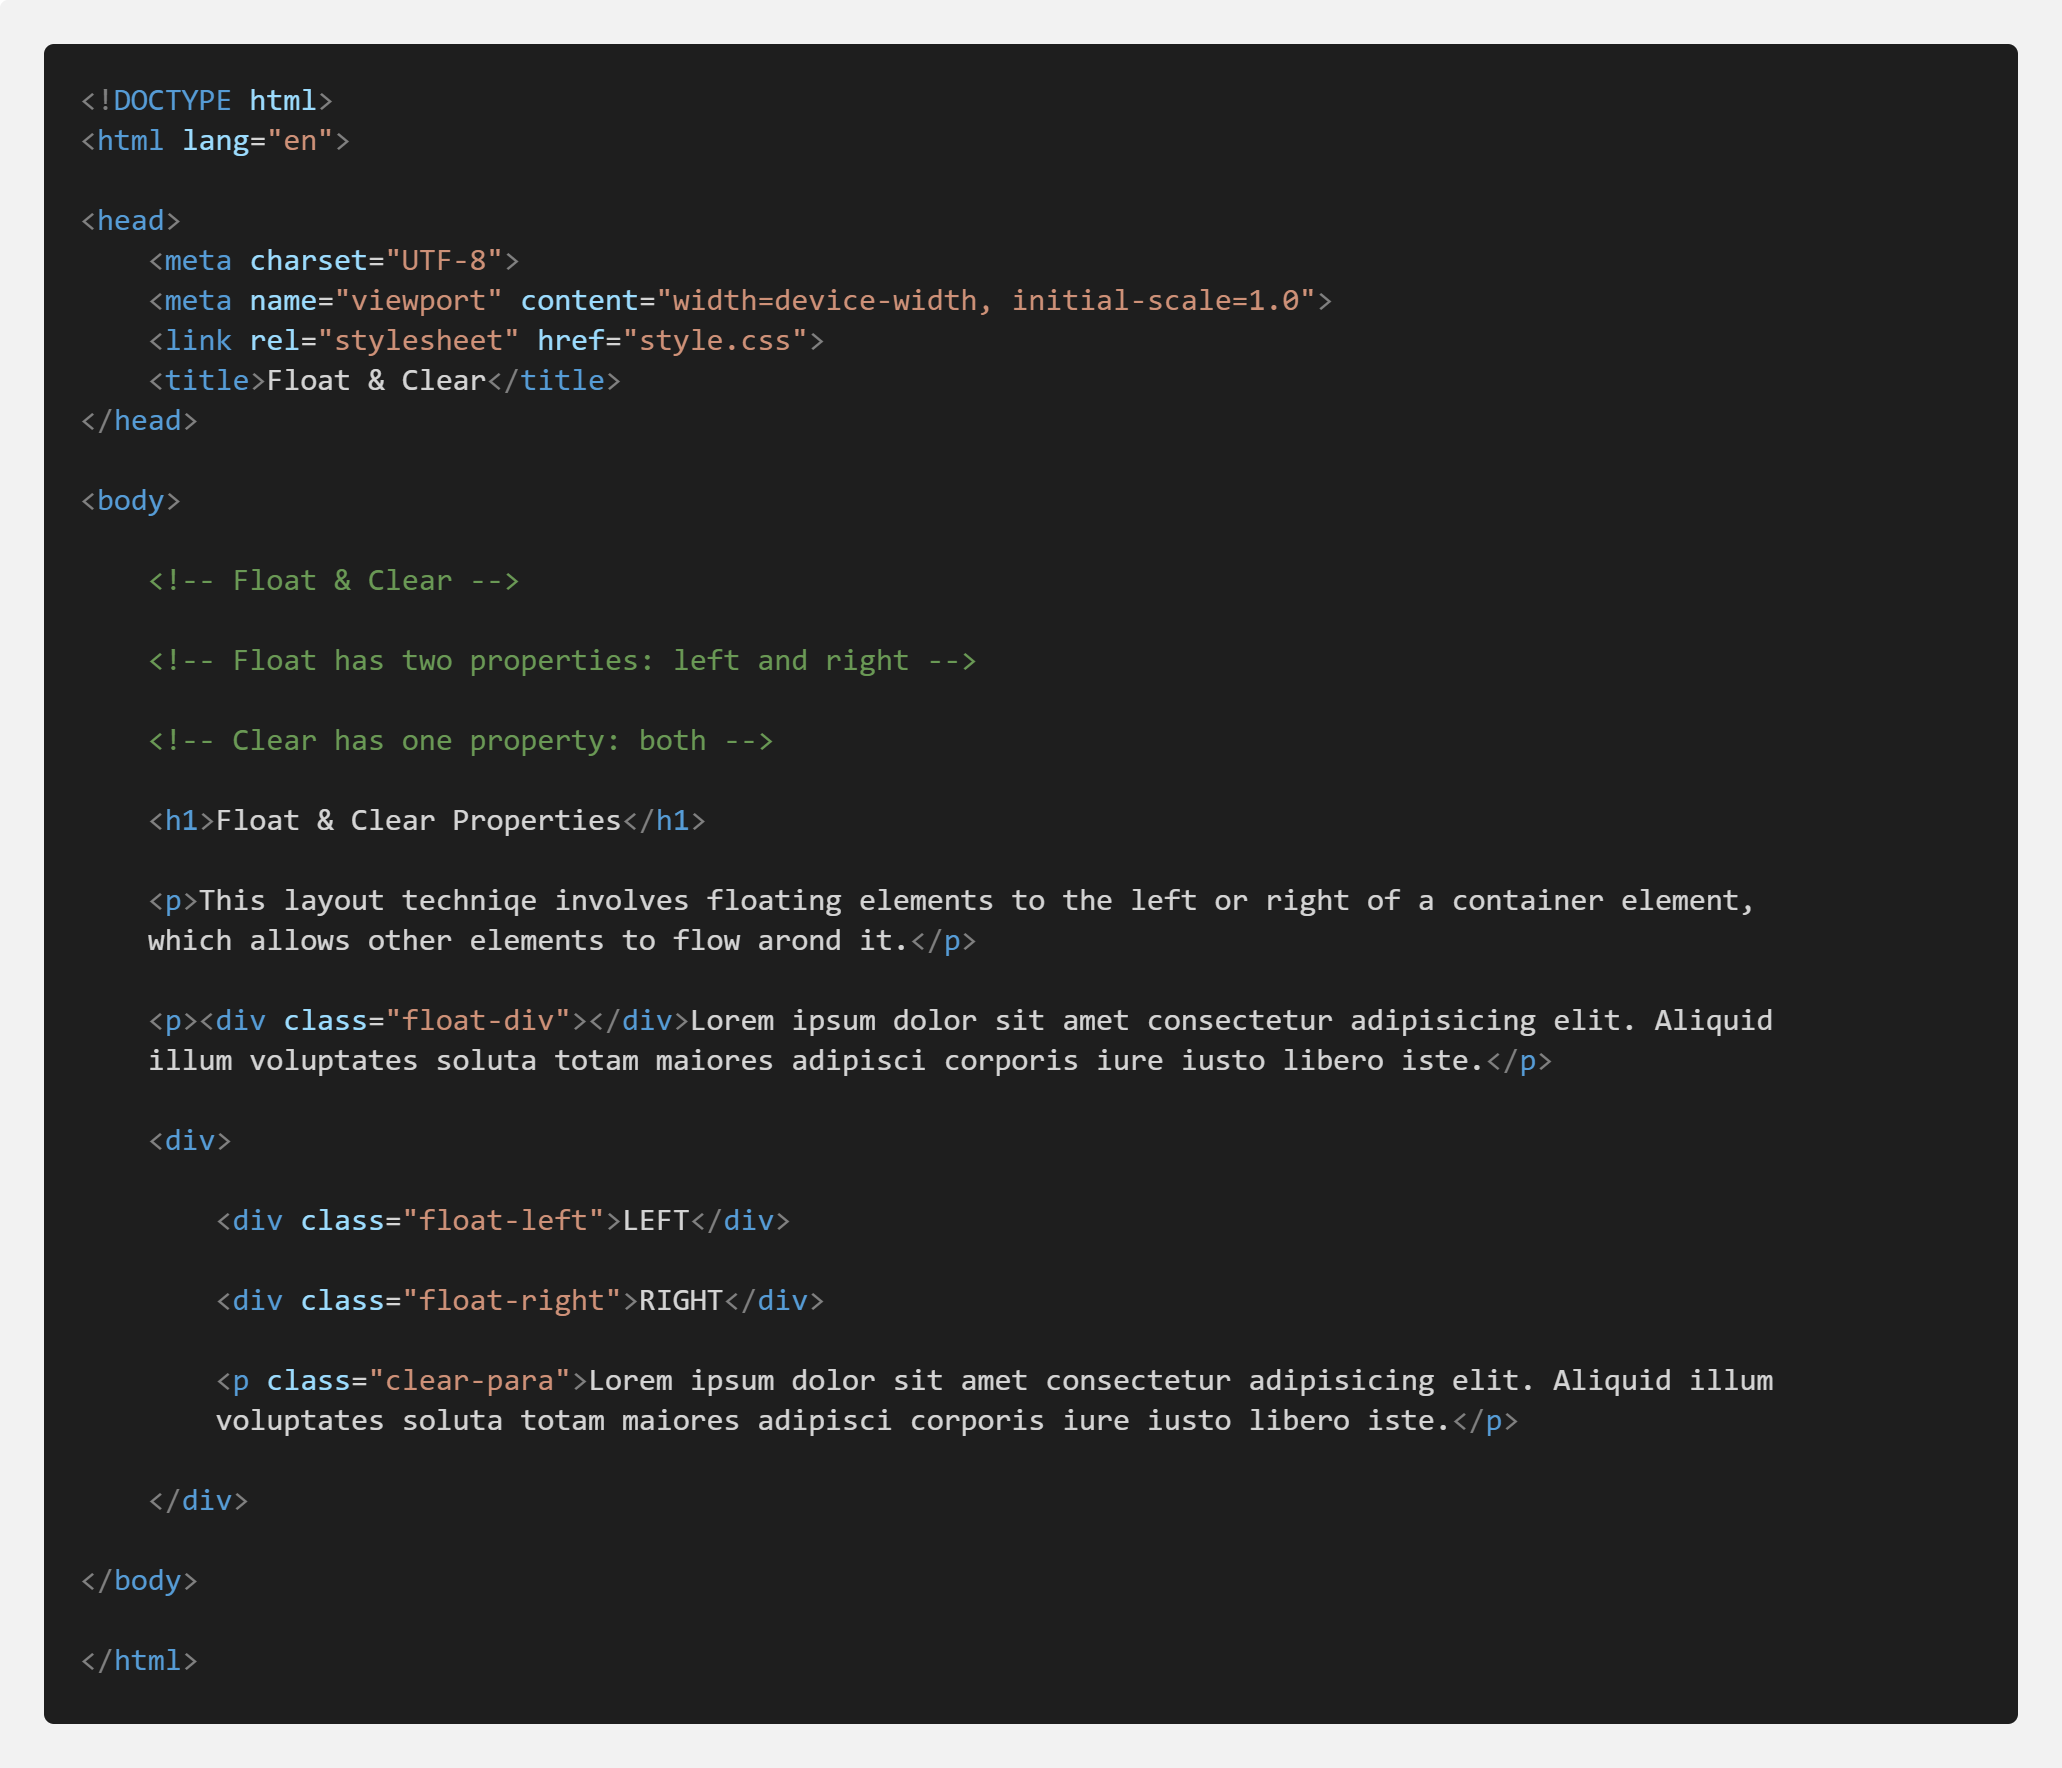 <!DOCTYPE html>
<html lang="en">
<head>
<meta charset="UTF-8">
<meta name="viewport" content="width=device-width, initial-scale=1.0">
<link rel="stylesheet" href="style.css">
<title>Float & Clear</title>
</head>
<body>
<!-- Float & Clear -->
<!-- Float has two properties: left and right -->
<!-- Clear has one property: both -->
<h1>Float & Clear Properties</h1>
<p>This layout techniqe involves floating elements to the left or right of a container element,
which allows other elements to flow arond it.</p>
<p><div class="float-div"></div>Lorem ipsum dolor sit amet consectetur adipisicing elit. Aliquid
illum voluptates soluta totam maiores adipisci corporis iure iusto libero iste.</p>
<div>
<div class="float-left">LEFT</div>
<div class="float-right">RIGHT</div>
<p class="clear-para">Lorem ipsum dolor sit amet consectetur adipisicing elit. Aliquid illum
voluptates soluta totam maiores adipisci corporis iure iusto libero iste.</p>
</div>
</body>
</html>